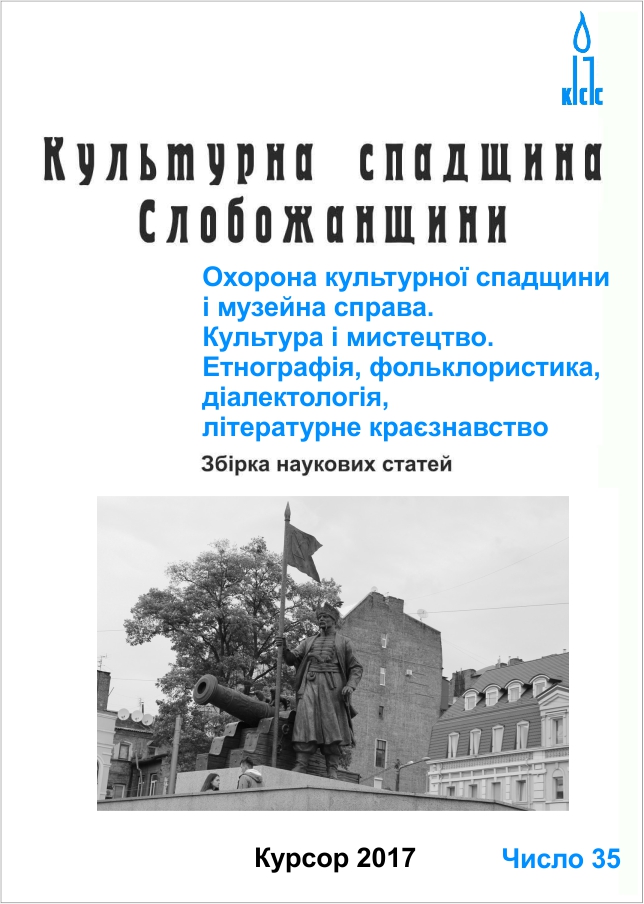 КСС
Культурна спадщина
Слобожанщини
Охорона культурної спадщини
і музейна справа.
Культура і мистецтво.
Етнографія, фольклористика,
діалектологія,
літературне краєзнавство
Збірка наукових статей
Курсор 2017
Число 35